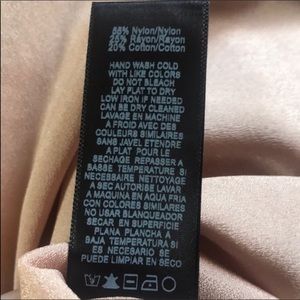 55% Nylon/Nylon
25% Rayon/Rayon
20% Cotton/Cotton
HAND WASH COLD
WITH LIKE COLORS
DO NOT BLEACH
LAY FLAT TO DRY
LOW IRON IF NEEDED
CAN BE DRY CLEANED
LAVAGE EN MACHINE
A FROID AVEC DES
COULEURS SIMILAIRES
SANS JAVEL ETENDRE
A PLAT POUR LE
SECHAGE REPASSER A
BASSE TEMPERATURE SI
NECESSAIRE NETTOYAGE
A SEC AUTORISE LAVAR
A MAQUINA EN AQUA FRIA
CON COLORES SIMILARES
NO USAR BLANQUEADOR
SECAR EN SUPERFICIE
PLANA PLANCHA A
BAJA TEMPERATURA SI
ES NECESARIO SE
PUEDE LIMPIAR EN SECO